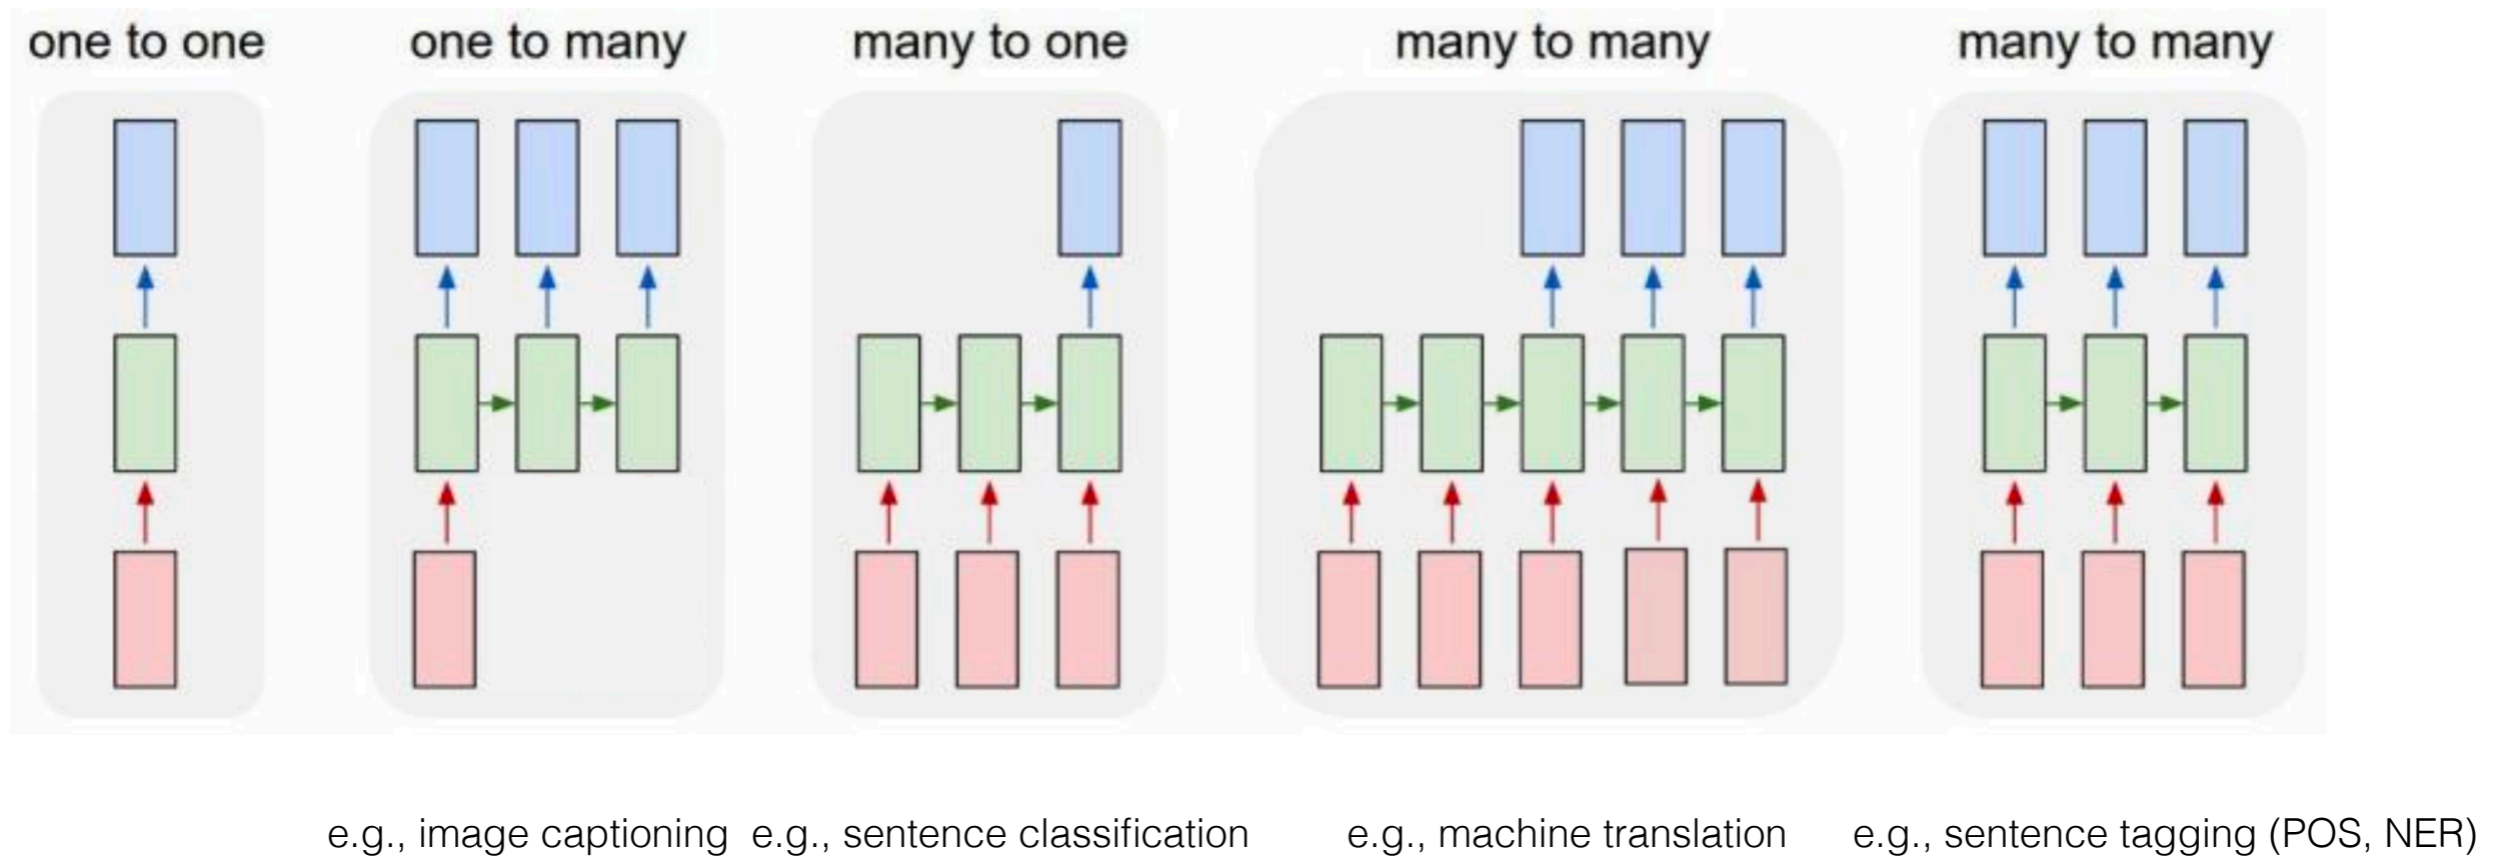 one to one
one to many
many to one
many to many
many to many
e.g., image captioning
e.g., sentence classification
e.g., machine translation
e.g., sentence tagging (POS, NER)